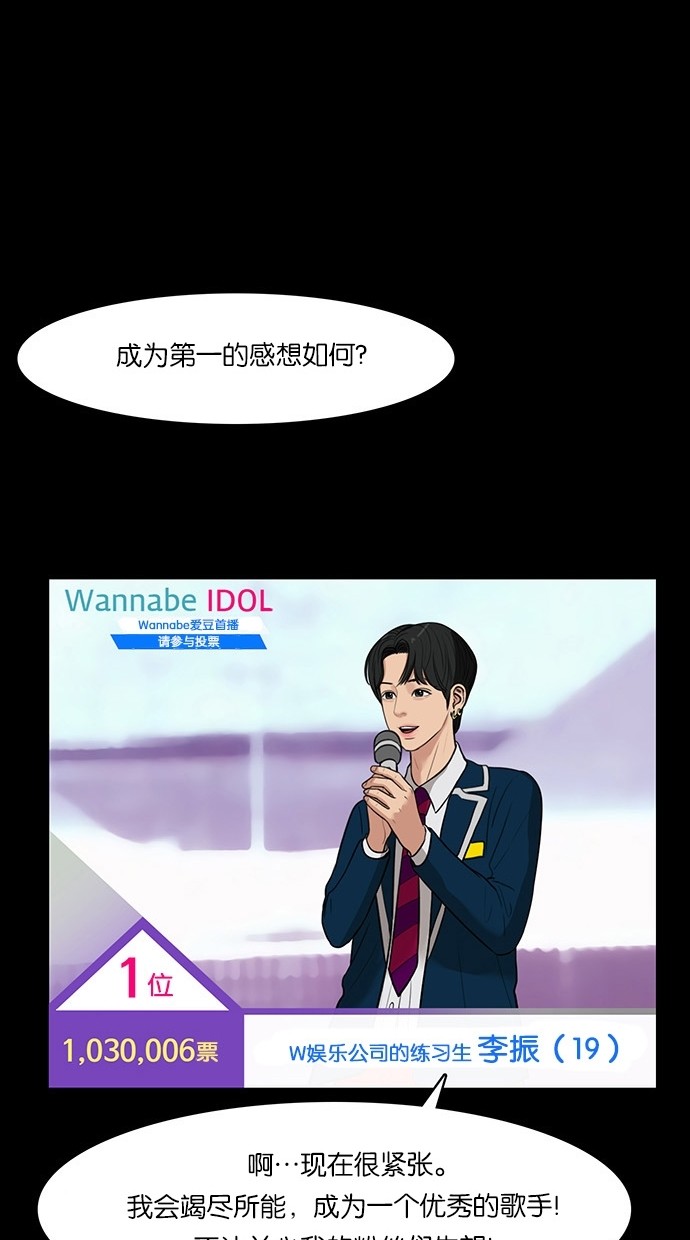 成为第一的感想如何?
Wannabe IDOL
Wannabe爱豆首播
请参与投票
1位
1,030,006票
W娱乐公司的练习生 李振（19）
啊…现在很紧张。
我会竭尽所能，成为一个优秀的歌手!